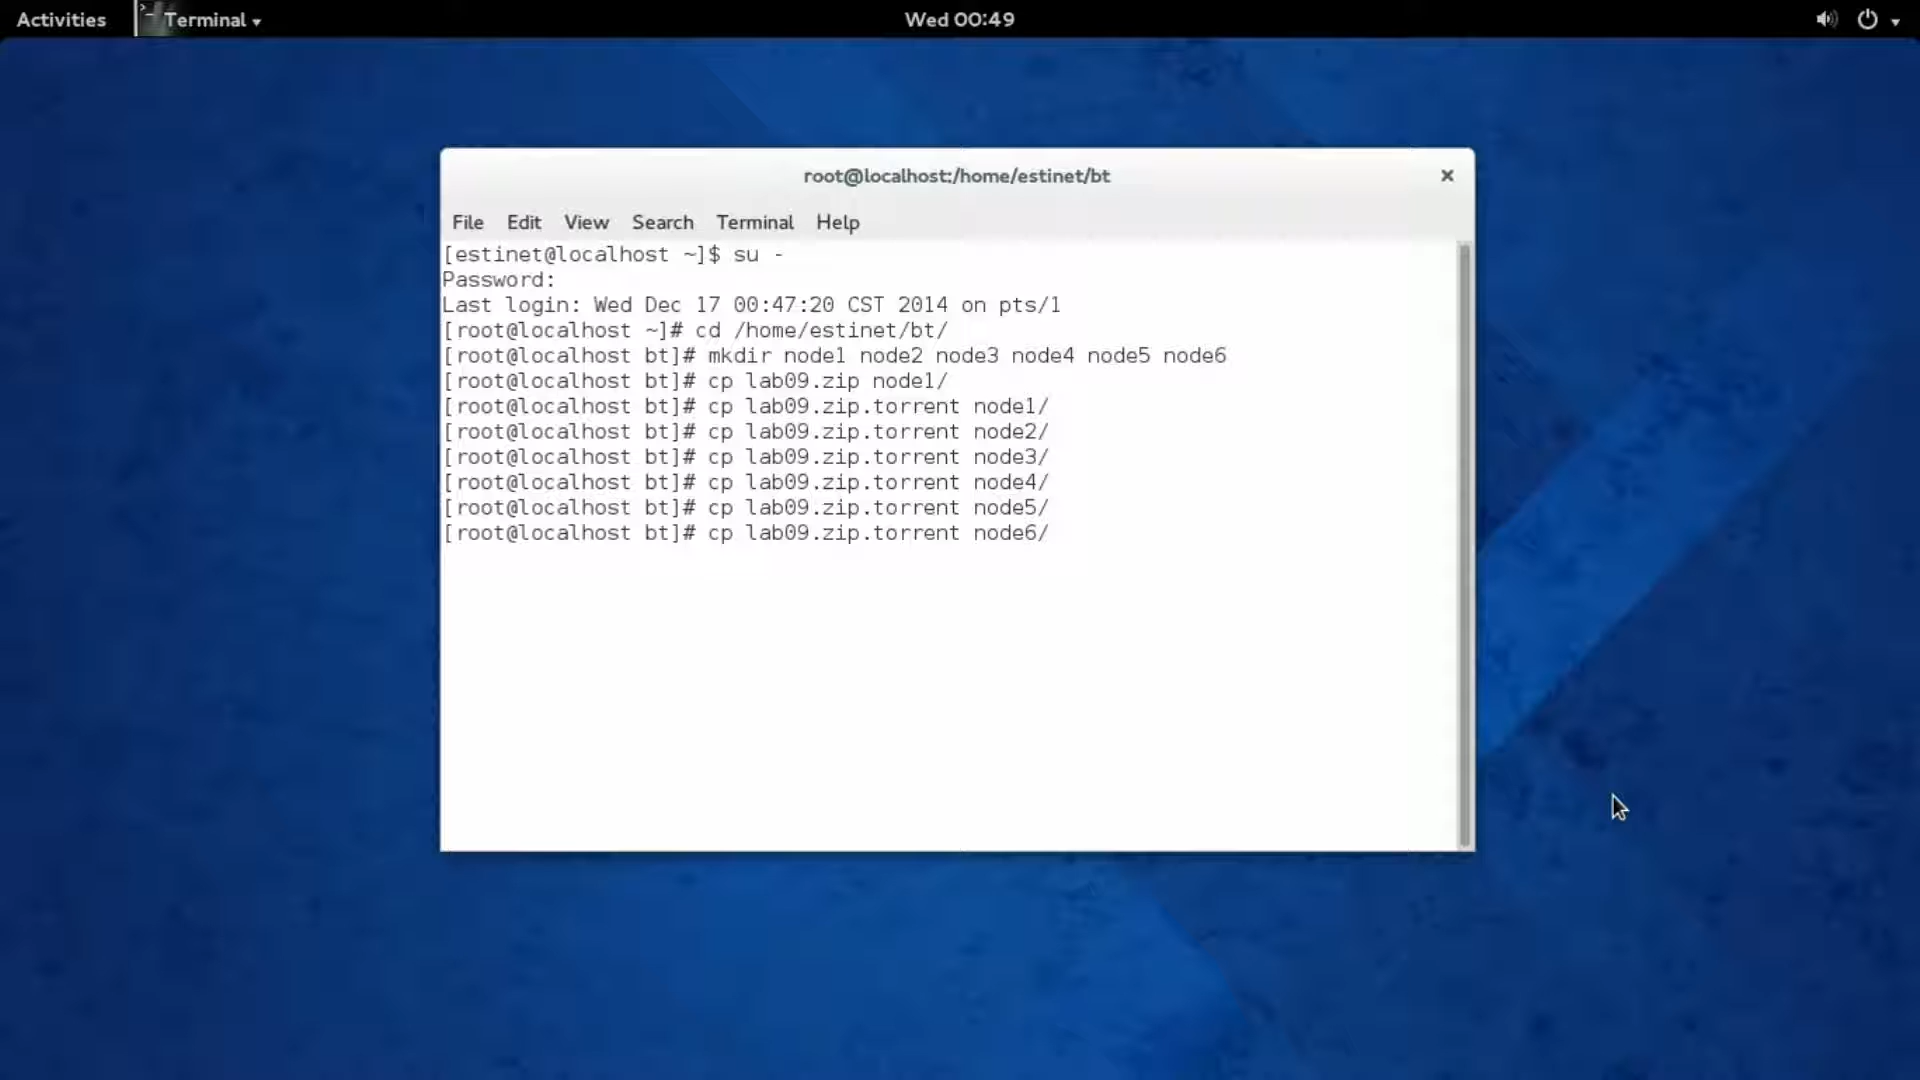 Activities Terminal Wed 00:49
root@localhost:/home/estinet/bt
File Edit View Search Terminal Help
[estinet@localhost ~]$ su -
Password:
Last login: Wed Dec 17 00:47:20 CST 2014 on pts/1
[root@localhost ~]# cd /home/estinet/bt/
[root@localhost bt]# mkdir node1 node2 node3 node4 node5 node6
[root@localhost bt]# cp lab09.zip node1/
[root@localhost bt]# cp lab09.zip.torrent node1/
[root@localhost bt]# cp lab09.zip.torrent node2/
[root@localhost bt]# cp lab09.zip.torrent node3/
[root@localhost bt]# cp lab09.zip.torrent node4/
[root@localhost bt]# cp lab09.zip.torrent node5/
[root@localhost bt]# cp lab09.zip.torrent node6/